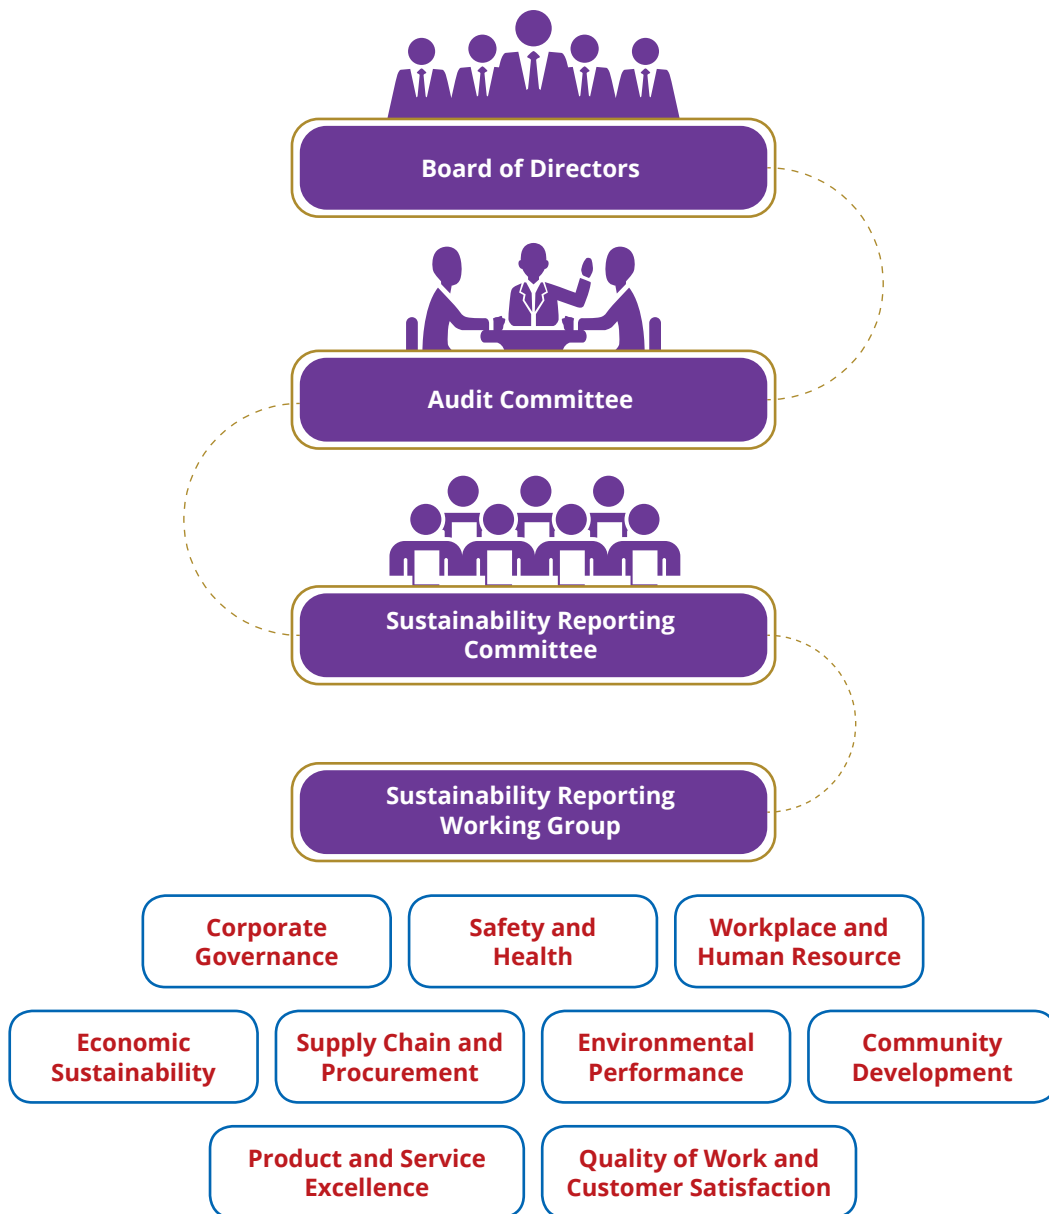 Board of Directors
Audit Committee
Sustainability Reporting
Committee
Sustainability Reporting
Working Group
Corporate
Governance
Safety and
Health
Workplace and
Human Resource
Economic
Sustainability
Supply Chain and
Procurement
Environmental
Performance
Community
Development
Product and Service
Excellence
Quality of Work and
Customer Satisfaction